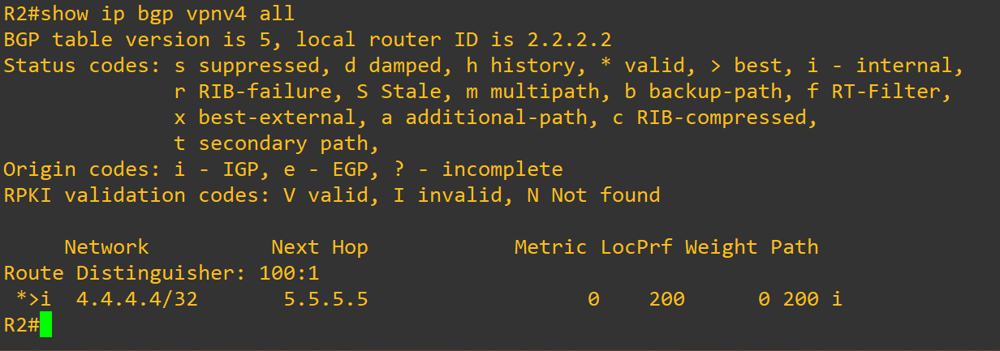 R2#show ip bgp vpnv4 all
BGP table version is 5, local router ID is 2.2.2.2
Status codes: s suppressed, d damped, h history, * valid, > best, i - internal,
              r RIB-failure, S Stale, m multipath, b backup-path, f RT-Filter,
              x best-external, a additional-path, c RIB-compressed,
              t secondary path,
Origin codes: i - IGP, e - EGP, ? - incomplete
RPKI validation codes: V valid, I invalid, N Not found

     Network          Next Hop            Metric LocPrf Weight Path
Route Distinguisher: 100:1
 *>i  4.4.4.4/32       5.5.5.5                  0    200      0 200 i
R2#